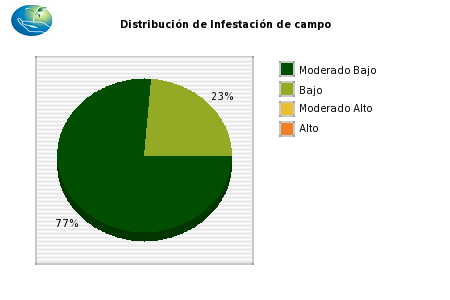 Distribución de Infestación de campo
Moderado Bajo
Bajo
Moderado Alto
Alto
23%
77%